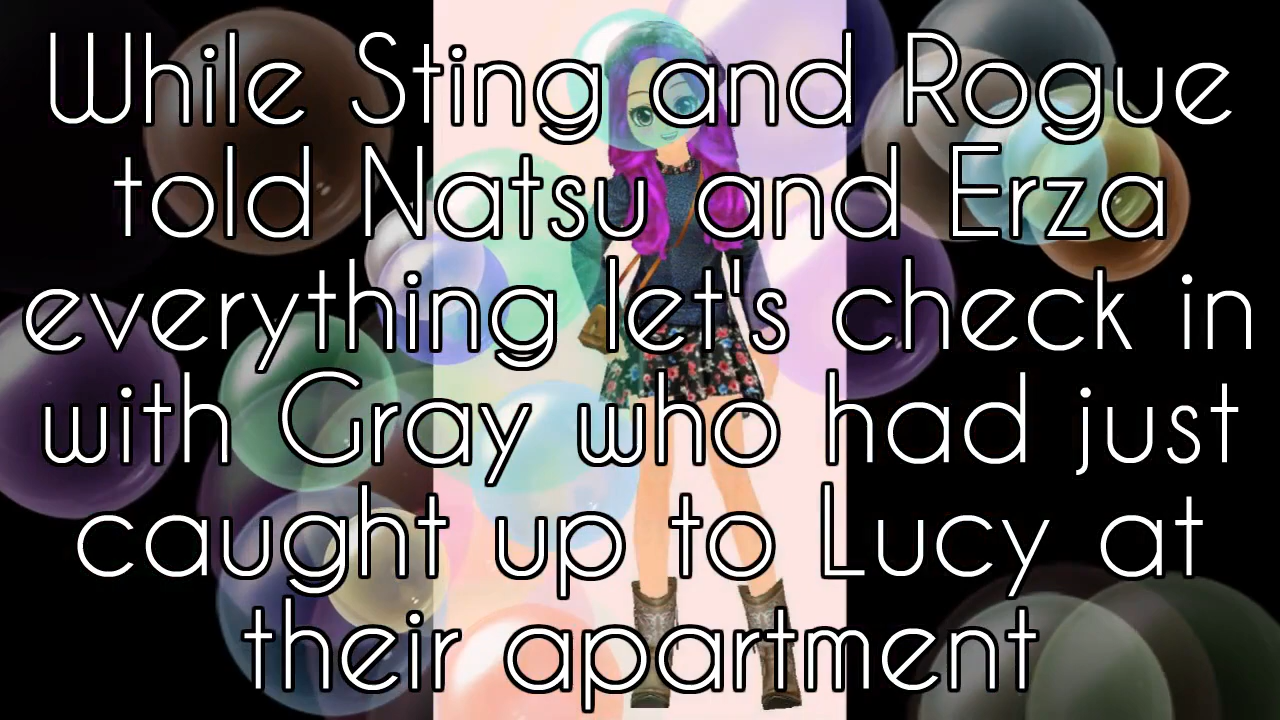 While Sting and Rogue
told Natsu and Erza
everything let's check in
with Gray who had just
caught up to Lucy at
their apartment